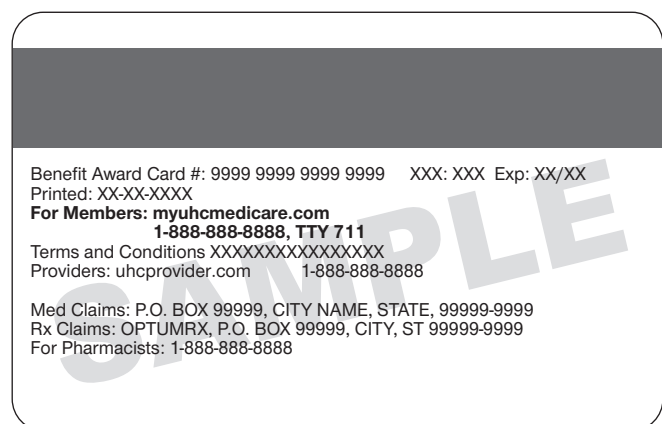 Benefit Award Card #: 9999 9999 9999 9999 XXX: XXX Exp: XX/XX
Printed: XX-XX-XXXX
For Members: myuhcmedicare.com
1-888-888-8888, TTY 711
Terms and Conditions XXXXXXXXXXXXXXXXX
Providers: uhcprovider.com 1-888-888-8888
Med Claims: P.O. BOX 99999, CITY NAME, STATE, 99999-9999
Rx Claims: OPTUMRX, P.O. BOX 99999, CITY, ST 99999-9999
For Pharmacists: 1-888-888-8888
SAMPLE